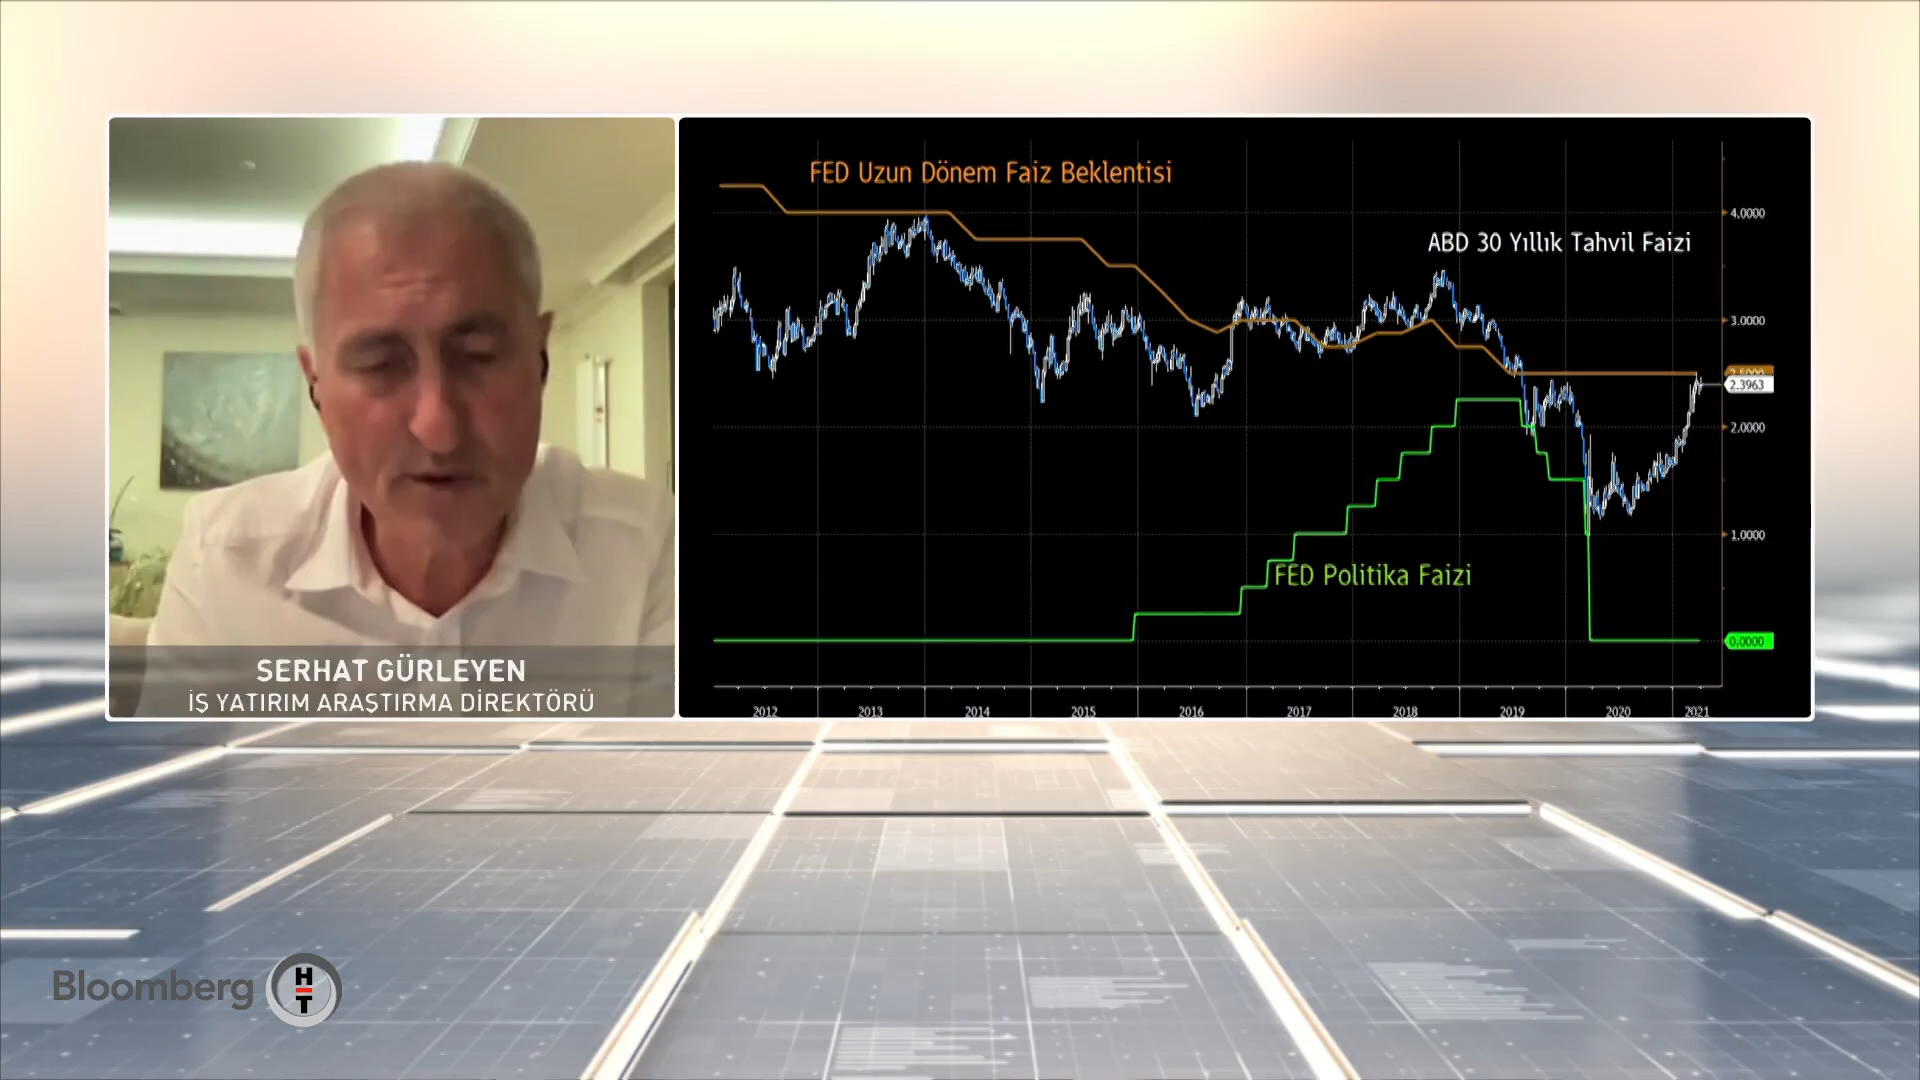 SERHAT GÜRLEYEN
İŞ YATIRIM ARAŞTIRMA DİREKTÖRÜ
FED Uzun Dönem Faiz Beklentisi
ABD 30 Yıllık Tahvil Faizi
FED Politika Faizi
4.0000
3.0000
2.5000
2.3963
2.0000
1.0000
0.0000
2012 2013 2014 2015 2016 2017 2018 2019 2020 2021
Bloomberg HT